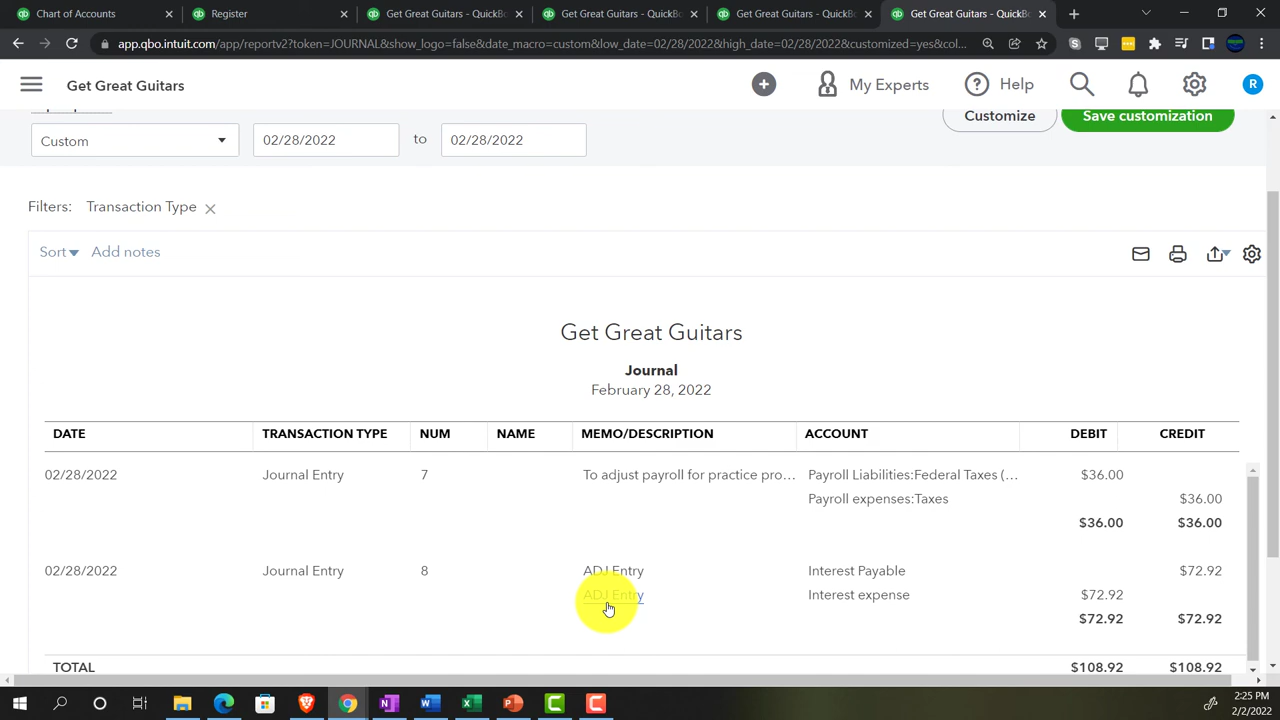 Chart of Accounts
Register
Get Great Guitars - QuickBo
Get Great Guitars - QuickBo
Get Great Guitars - QuickBo
Get Great Guitars - QuickBo
app.qbo.intuit.com/app/reportv2?token=JOURNAL&show_logo=false&date_macro=custom&low_date=02/28/2022&high_date=02/28/2022&customized=yes&col...
Get Great Guitars
My Experts
Help
R
Custom
02/28/2022
to
02/28/2022
Customize
Save customization
Filters: Transaction Type
Sort Add notes
Get Great Guitars
Journal
February 28, 2022
DATE TRANSACTION TYPE NUM NAME MEMO/DESCRIPTION ACCOUNT DEBIT CREDIT
02/28/2022 Journal Entry 7 To adjust payroll for practice pro... Payroll Liabilities:Federal Taxes (... $36.00
Payroll expenses:Taxes $36.00
$36.00 $36.00
02/28/2022 Journal Entry 8 ADJ Entry Interest Payable $72.92
ADJ Entry Interest expense $72.92
$72.92 $72.92
TOTAL $108.92 $108.92
2:25 PM
2/2/2022